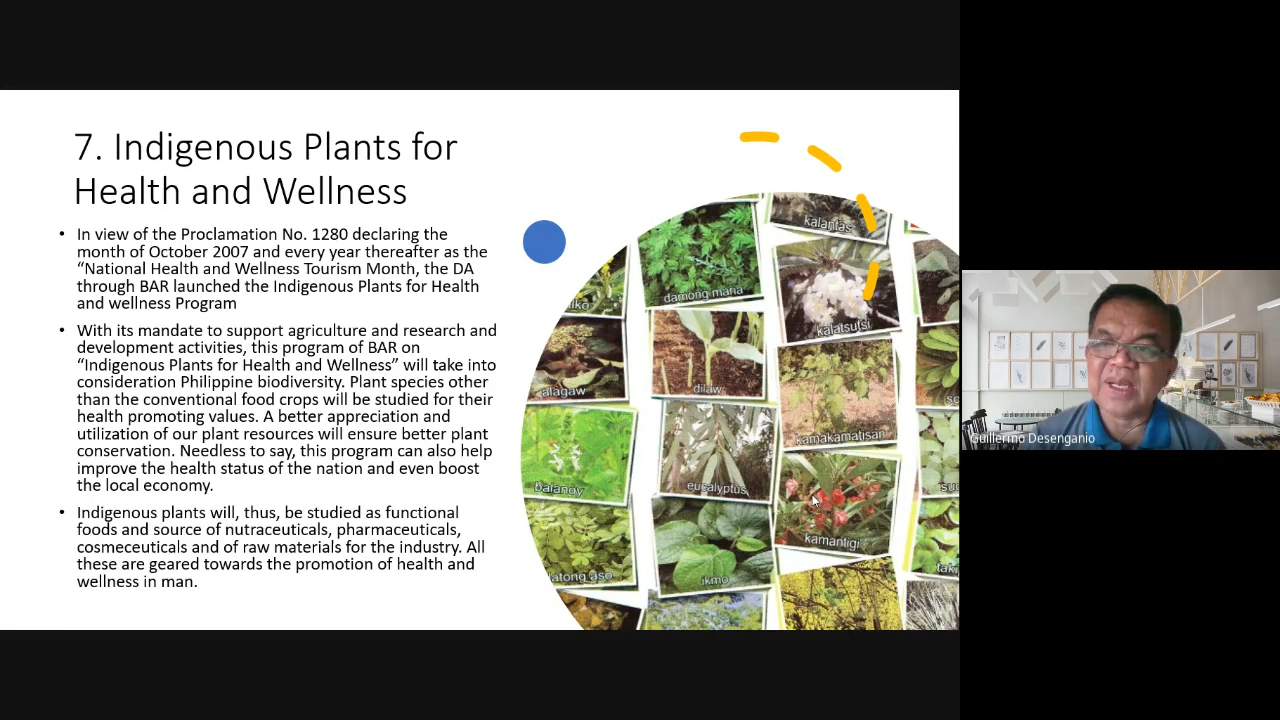 7. Indigenous Plants for
Health and Wellness
• In view of the Proclamation No. 1280 declaring the
month of October 2007 and every year thereafter as the
“National Health and Wellness Tourism Month, the DA
through BAR launched the Indigenous Plants for Health
and wellness Program
• With its mandate to support agriculture and research and
development activities, this program of BAR on
“Indigenous Plants for Health and Wellness” will take into
consideration Philippine biodiversity. Plant species other
than the conventional food crops will be studied for their
health promoting values. A better appreciation and
utilization of our plant resources will ensure better plant
conservation. Needless to say, this program can also help
improve the health status of the nation and even boost
the local economy.
• Indigenous plants will, thus, be studied as functional
foods and source of nutraceuticals, pharmaceuticals,
cosmeceuticals and of raw materials for the industry. All
these are geared towards the promotion of health and
wellness in man.
kalantas
damong maria
kalatsutsi
alagaw
dilaw
kamakamatisan
balanoy
eucalyptus
kamantigi
atong aso
ikmo
Guillermo Desenganio